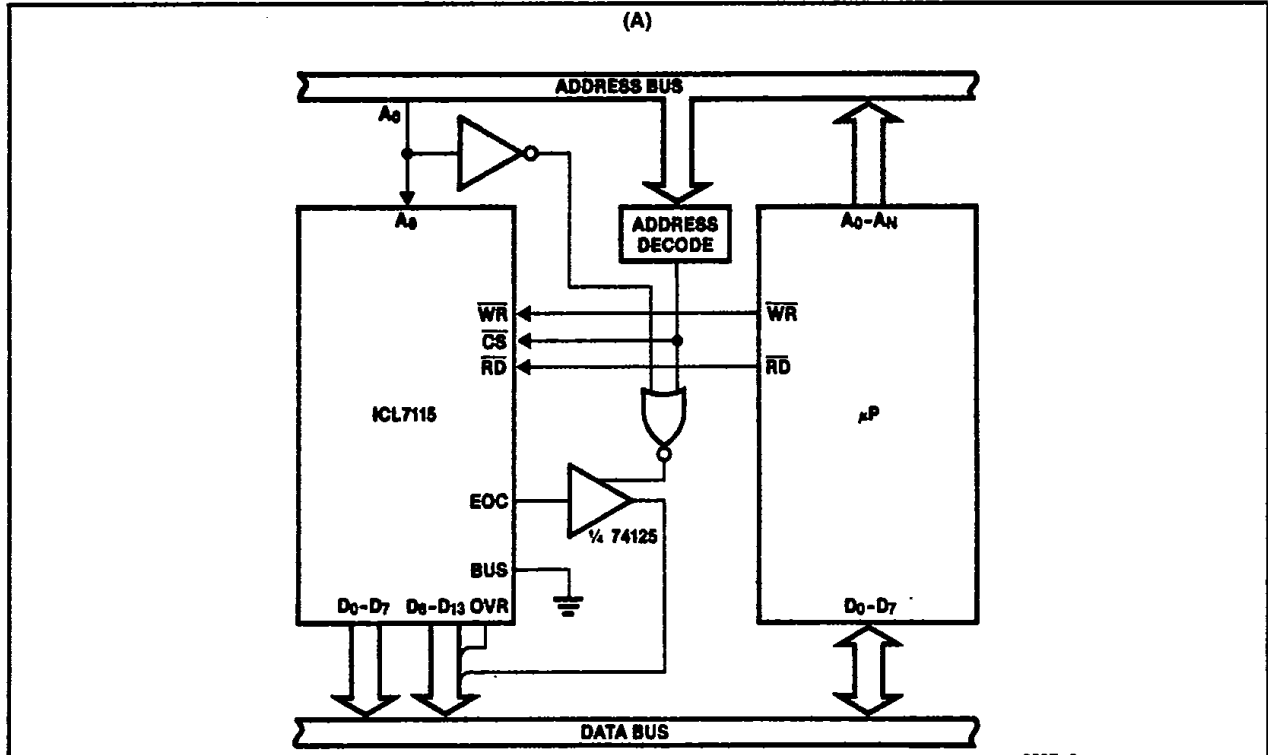 (A)
ADDRESS BUS
A0
A0
ADDRESS
DECODE
A0-AN
WR
WR
CS
RD
RD
ICL7115
μP
EOC
¼ 74125
BUS
D0-D7 D8-D13 OVR
D0-D7
DATA BUS